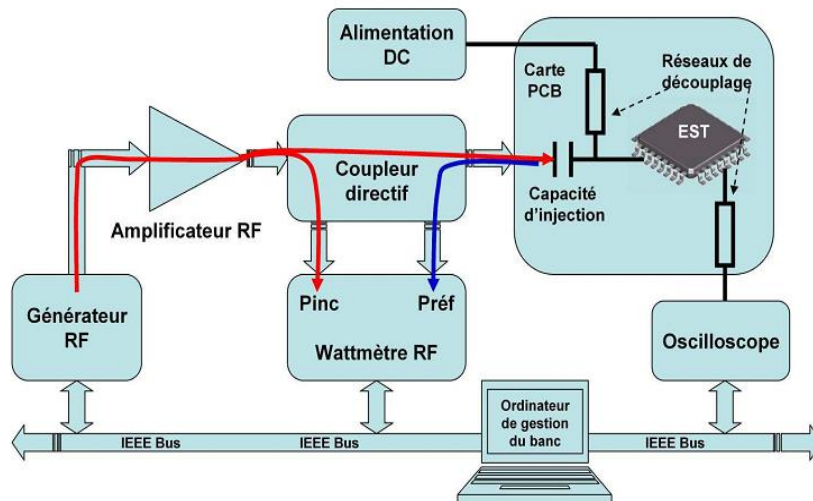 Alimentation
DC
Carte
PCB
Réseaux de
découplage
EST
Coupleur
directif
Capacité
d'injection
Amplificateur RF
Générateur
RF
Pinc
Préf
Wattmètre RF
Oscilloscope
Ordinateur
de gestion
du banc
IEEE Bus
IEEE Bus
IEEE Bus